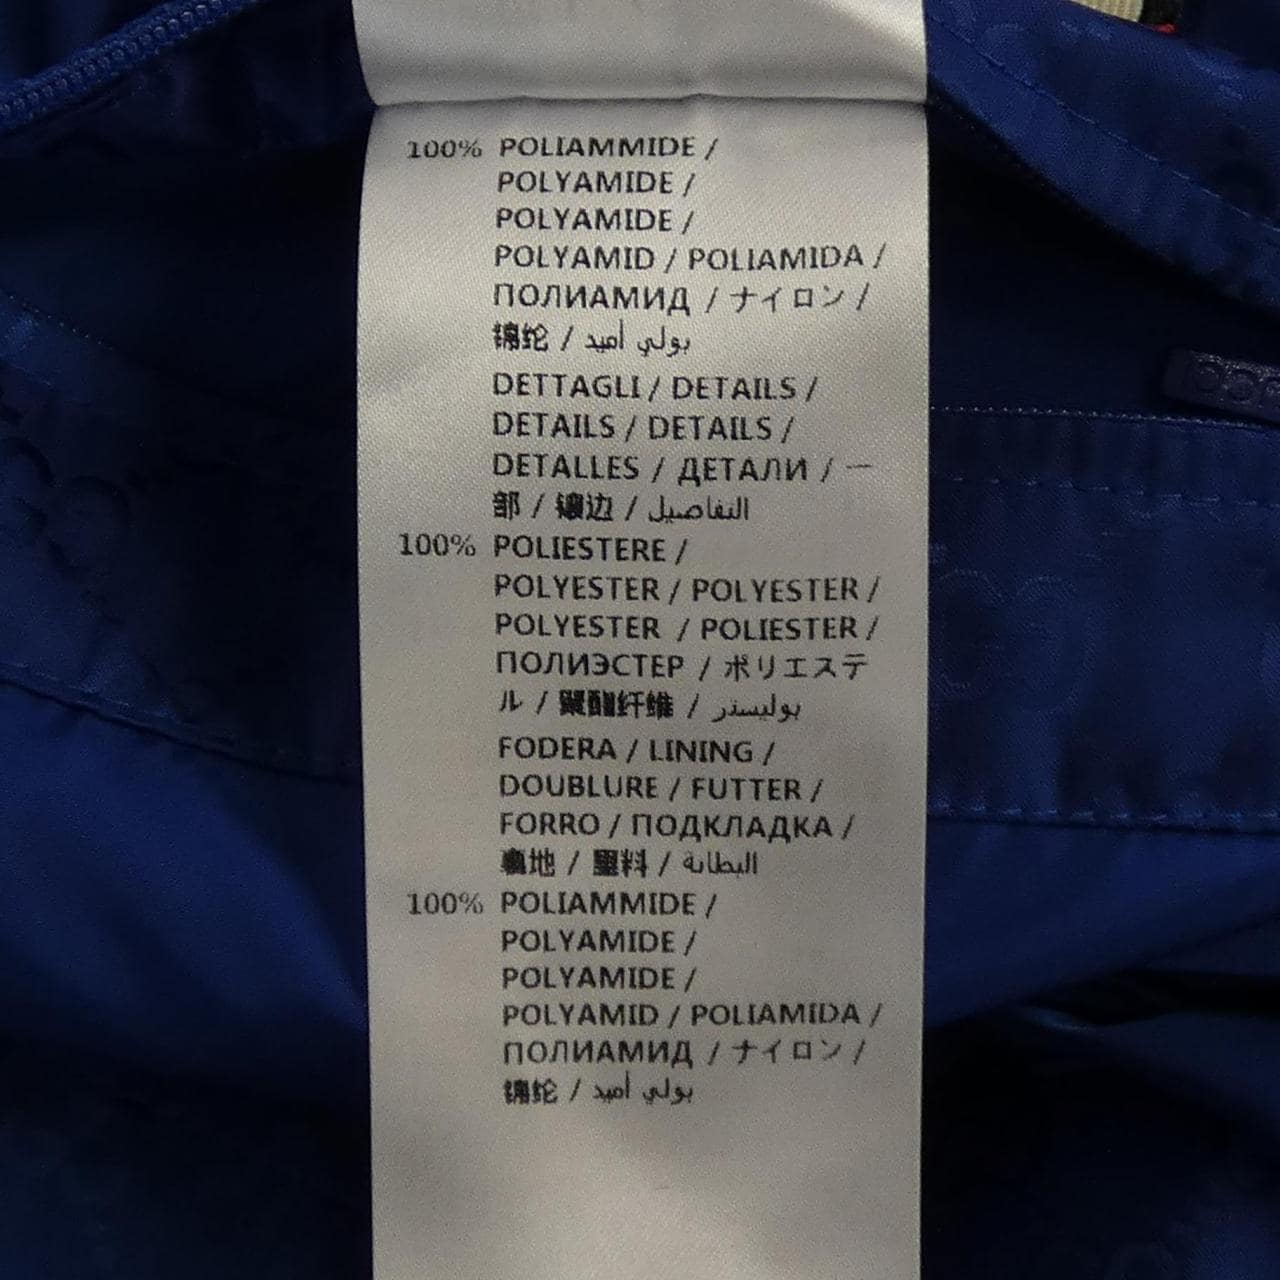 100% POLIAMMIDE /
POLYAMIDE /
POLYAMIDE /
POLYAMID / POLIAMIDA /
ПОЛИАМИД / ナイロン /
锦纶 / بولي أميد
DETTAGLI / DETAILS /
DETAILS / DETAILS /
DETALLES / ДЕТАЛИ / 一
部 / 镶边 / التفاصيل
100% POLIESTERE /
POLYESTER / POLYESTER /
POLYESTER / POLIESTER /
ПОЛИЭСТЕР / ポリエステ
ル / 聚酯纤维 / بوليستر
FODERA / LINING /
DOUBLURE / FUTTER /
FORRO / ПОДКЛАДКА /
裏地 / 里料 / البطانة
100% POLIAMMIDE /
POLYAMIDE /
POLYAMIDE /
POLYAMID / POLIAMIDA /
ПОЛИАМИД / ナイロン /
锦纶 / بولي أميد